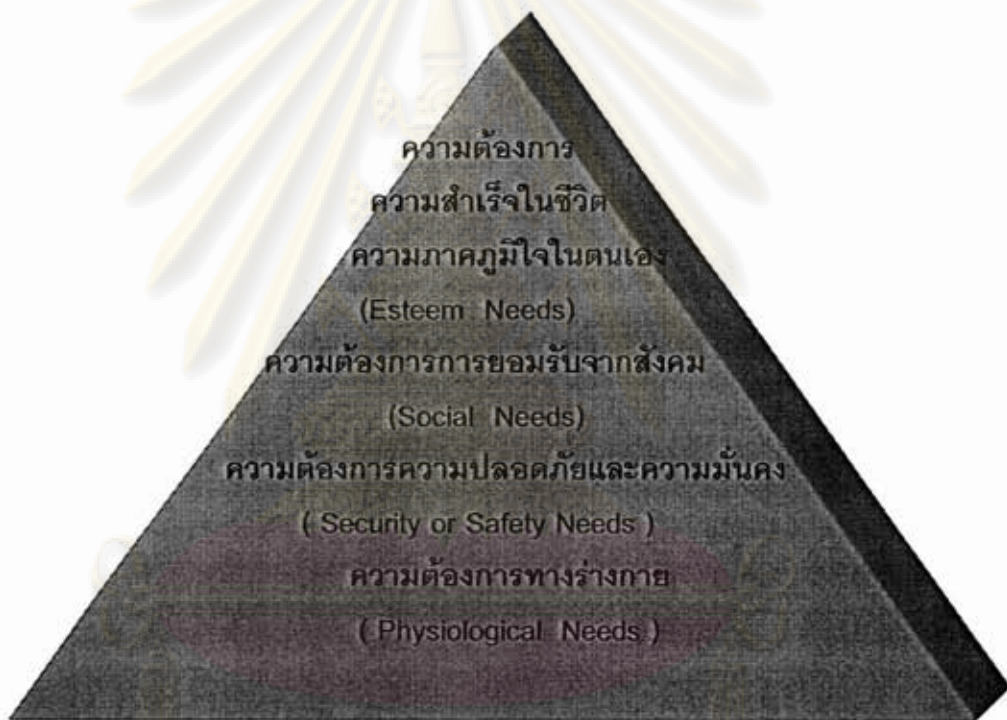 ความต้องการ
ความสำเร็จในชีวิต
ความภาคภูมิใจในตนเอง
(Esteem Needs)
ความต้องการการยอมรับจากสังคม
(Social Needs)
ความต้องการความปลอดภัยและความมั่นคง
( Security or Safety Needs )
ความต้องการทางร่างกาย
( Physiological Needs )